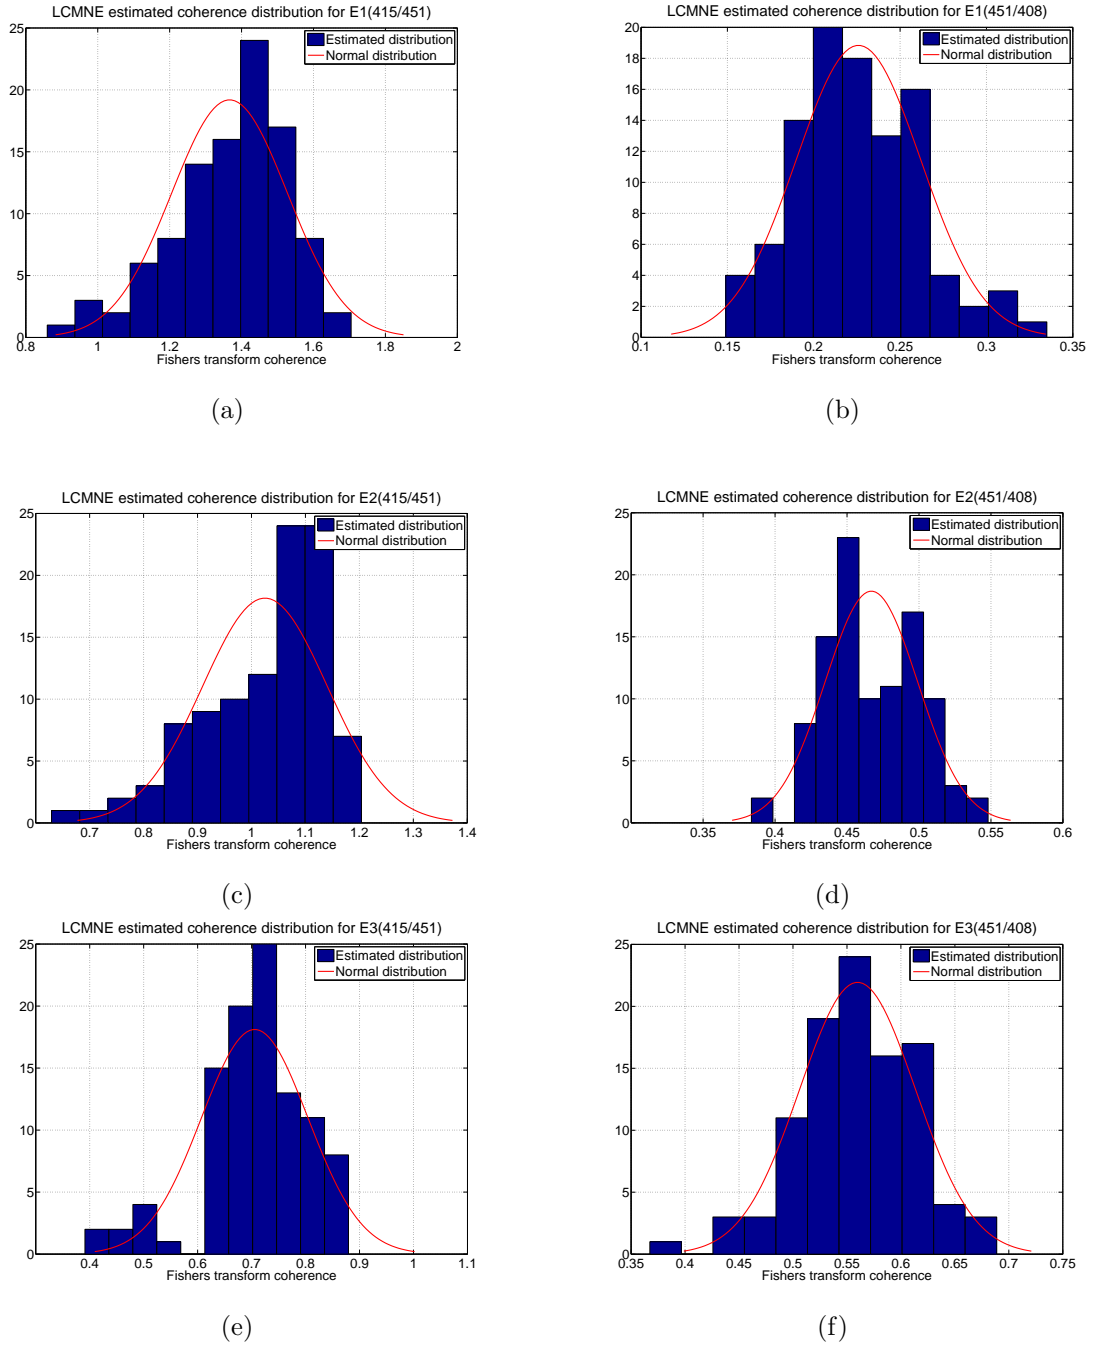 LCMNE estimated coherence distribution for E1(415/451)
25
20
15
10
5
0
0.8 1 1.2 1.4 1.6 1.8 2
Fishers transform coherence
Estimated distribution
Normal distribution
(a)
LCMNE estimated coherence distribution for E1(451/408)
20
18
16
14
12
10
8
6
4
2
0
0.1 0.15 0.2 0.25 0.3 0.35
Fishers transform coherence
Estimated distribution
Normal distribution
(b)
LCMNE estimated coherence distribution for E2(415/451)
25
20
15
10
5
0
0.7 0.8 0.9 1 1.1 1.2 1.3 1.4
Fishers transform coherence
Estimated distribution
Normal distribution
(c)
LCMNE estimated coherence distribution for E2(451/408)
25
20
15
10
5
0
0.35 0.4 0.45 0.5 0.55 0.6
Fishers transform coherence
Estimated distribution
Normal distribution
(d)
LCMNE estimated coherence distribution for E3(415/451)
25
20
15
10
5
0
0.4 0.5 0.6 0.7 0.8 0.9 1 1.1
Fishers transform coherence
Estimated distribution
Normal distribution
(e)
LCMNE estimated coherence distribution for E3(451/408)
25
20
15
10
5
0
0.35 0.4 0.45 0.5 0.55 0.6 0.65 0.7 0.75
Fishers transform coherence
Estimated distribution
Normal distribution
(f)